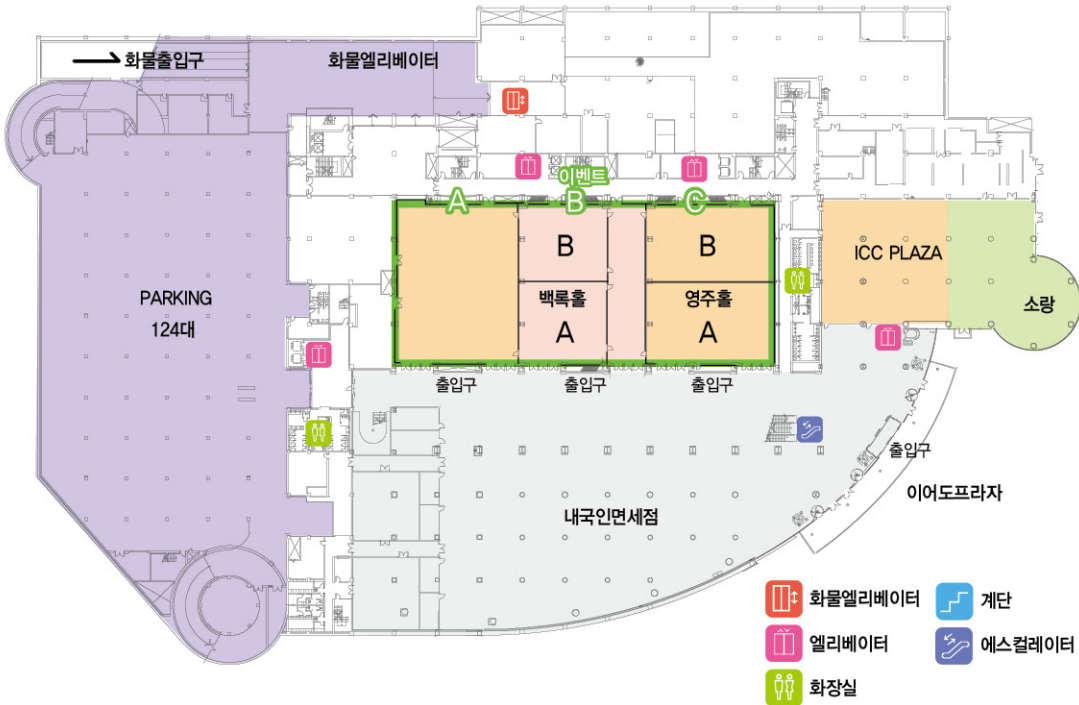 화물출입구
화물엘리베이터
이벤트
A
B
C
B
B
백록홀
영주홀
A
A
ICC PLAZA
소랑
PARKING
124대
출입구
출입구
출입구
출입구
이어도프라자
내국인면세점
화물엘리베이터
계단
엘리베이터
에스컬레이터
화장실